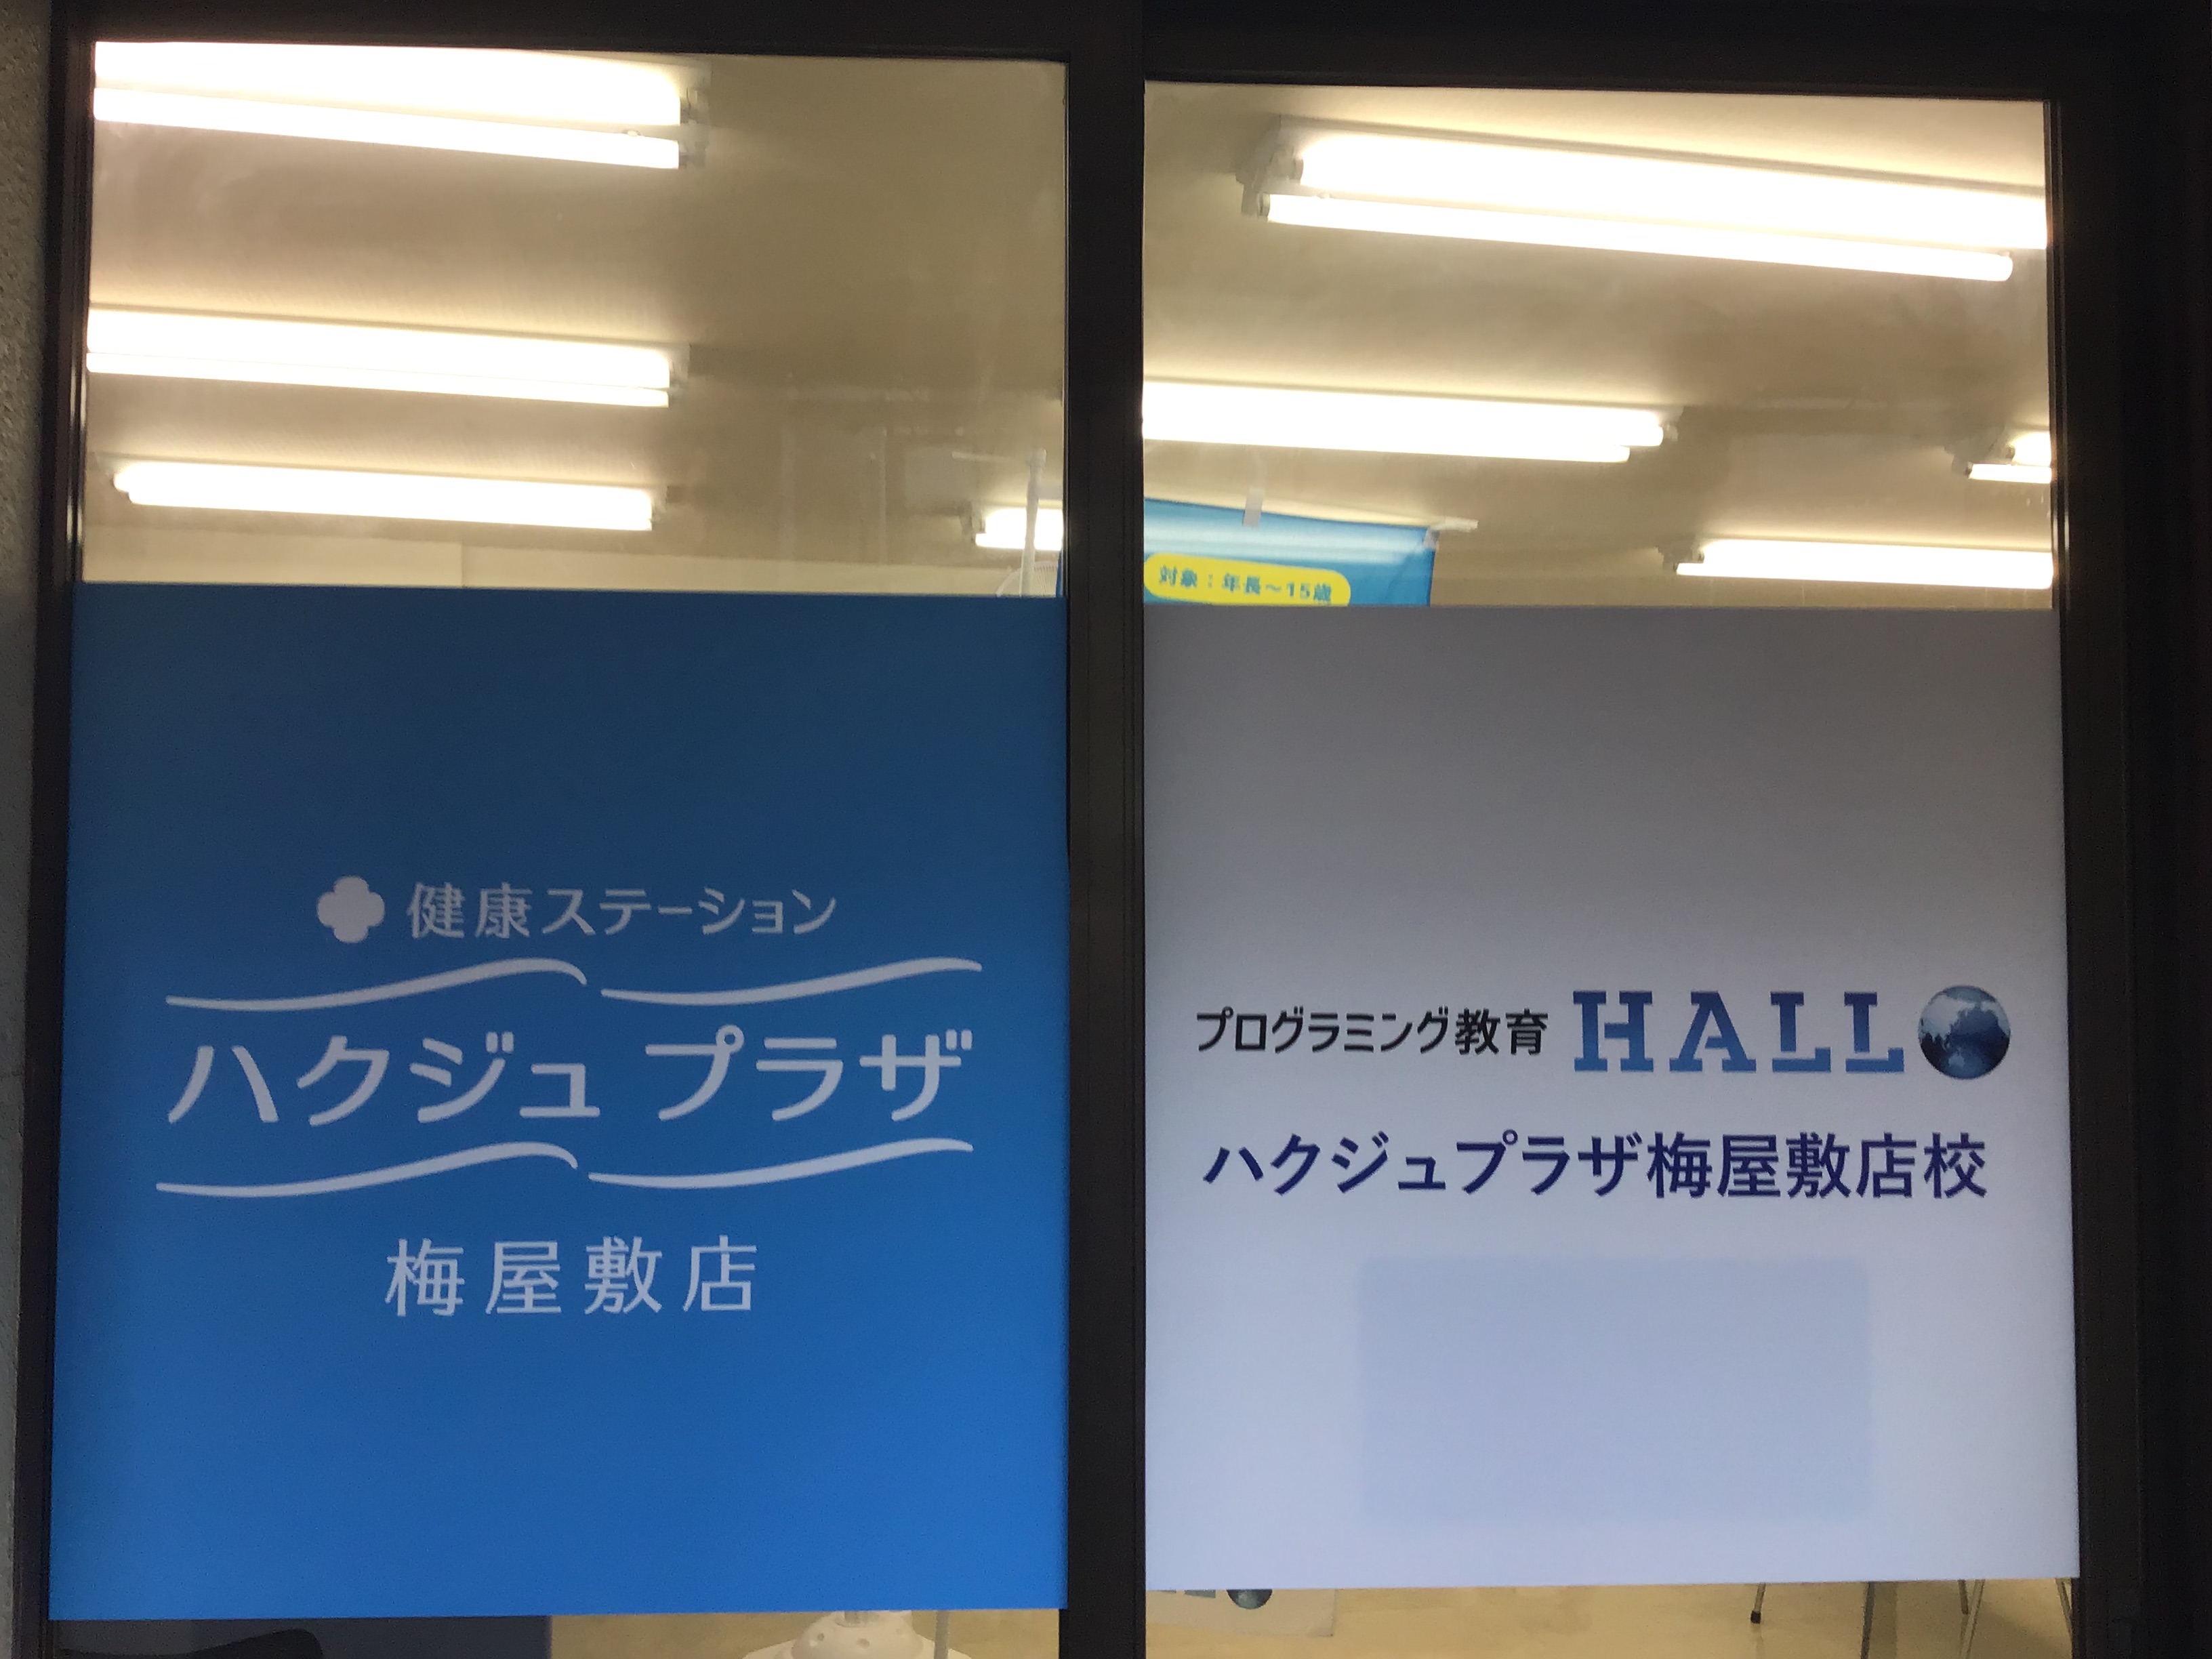 健康ステーション
ハクジュプラザ
梅屋敷店
対象：年長〜15歳
プログラミング教育 HALLO
ハクジュプラザ梅屋敷店校